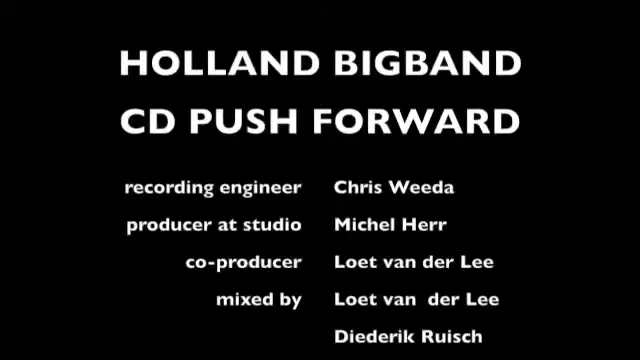 HOLLAND BIGBAND
CD PUSH FORWARD
recording engineer Chris Weeda
producer at studio Michel Herr
co-producer Loet van der Lee
mixed by Loet van der Lee
Diederik Ruisch